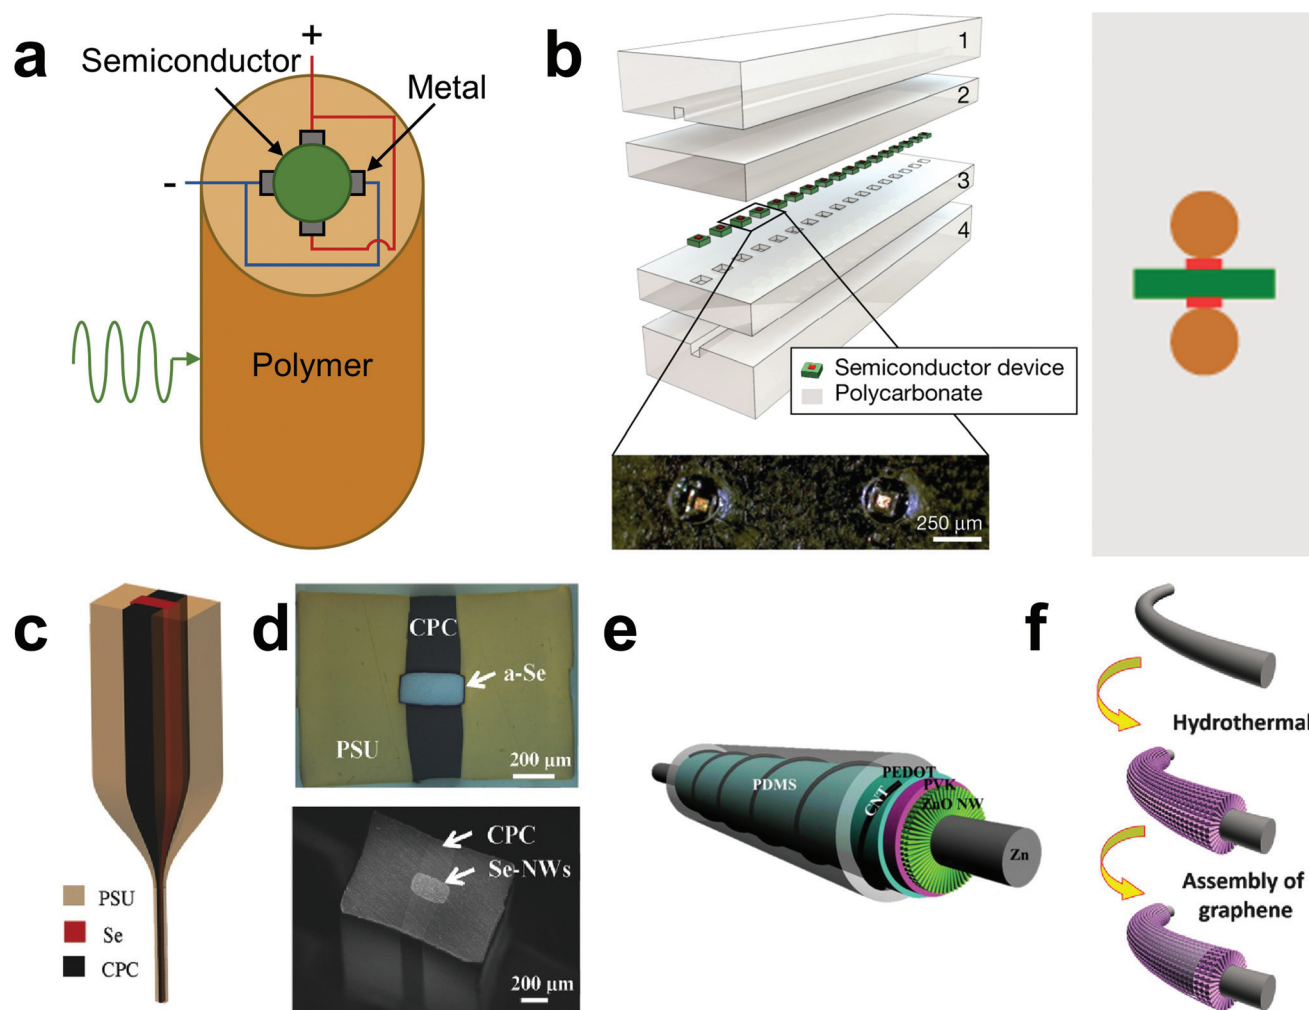 a
Semiconductor
+
Metal
-
Polymer
b
1
2
3
4
Semiconductor device
Polycarbonate
250 μm
c
PSU
Se
CPC
d
CPC
a-Se
PSU
200 μm
CPC
Se-NWs
200 μm
e
PDMS
PEDOT
CNT
PVK
ZnO NW
Zn
f
Hydrothermal
Assembly of
graphene